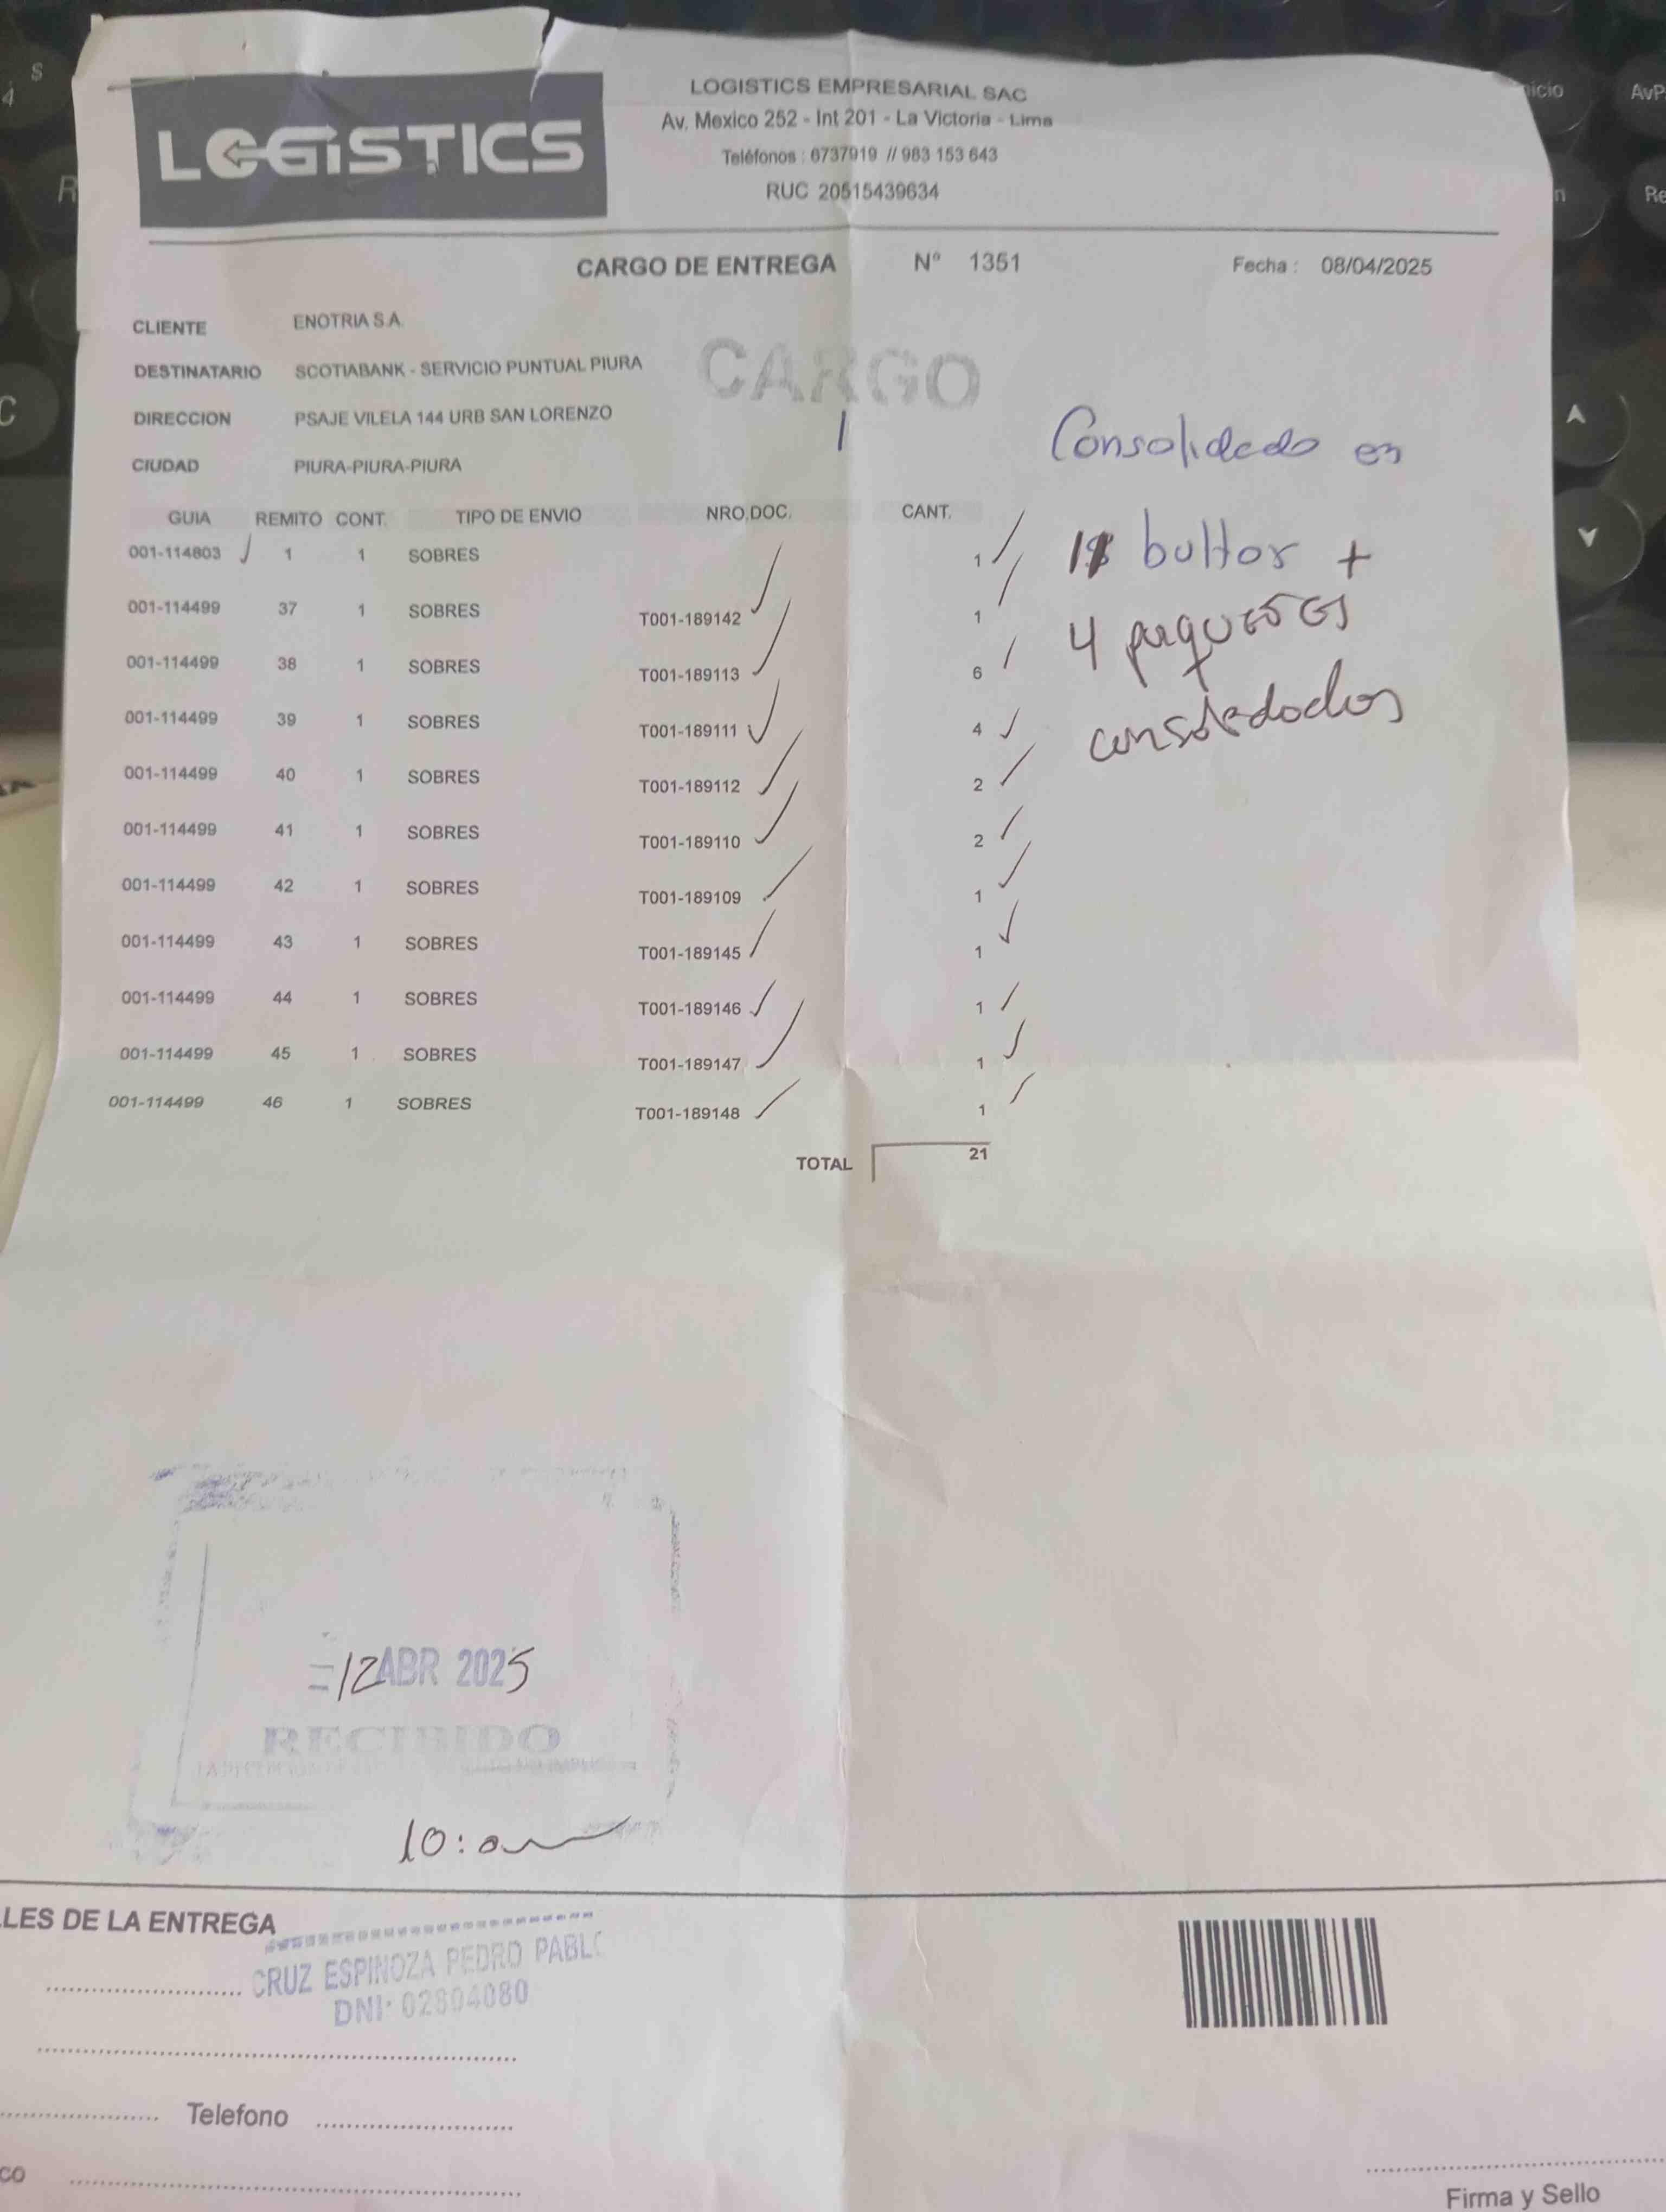 LOGISTICS
LOGISTICS EMPRESARIAL SAC
Av. Mexico 252 - Int 201 - La Victoria - Lima
Teléfonos : 6737919 // 983 153 643
RUC 20515439634
CARGO DE ENTREGA Nº 1351 Fecha : 08/04/2025
CLIENTE ENOTRIA S.A.
DESTINATARIO SCOTIABANK - SERVICIO PUNTUAL PIURA
CARGO
DIRECCION PSAJE VILELA 144 URB SAN LORENZO
CIUDAD PIURA-PIURA-PIURA
Consolidado en
bultos +
4 paquetes
consolidados
GUIA REMITO CONT. TIPO DE ENVIO NRO.DOC. CANT.
001-114803 1 1 SOBRES 1
001-114499 37 1 SOBRES T001-189142 1
001-114499 38 1 SOBRES T001-189113 6
001-114499 39 1 SOBRES T001-189111 4
001-114499 40 1 SOBRES T001-189112 2
001-114499 41 1 SOBRES T001-189110 2
001-114499 42 1 SOBRES T001-189109 1
001-114499 43 1 SOBRES T001-189145 1
001-114499 44 1 SOBRES T001-189146 1
001-114499 45 1 SOBRES T001-189147 1
001-114499 46 1 SOBRES T001-189148 1
TOTAL 21
12 ABR 2025
RECIBIDO
10:am
LLES DE LA ENTREGA
CRUZ ESPINOZA PEDRO PABLO
DNI: 02804080
Telefono
co
Firma y Sello